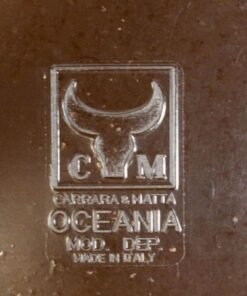 C M
CARRARA & MATTA
OCEANIA
MOD. DEP.
MADE IN ITALY